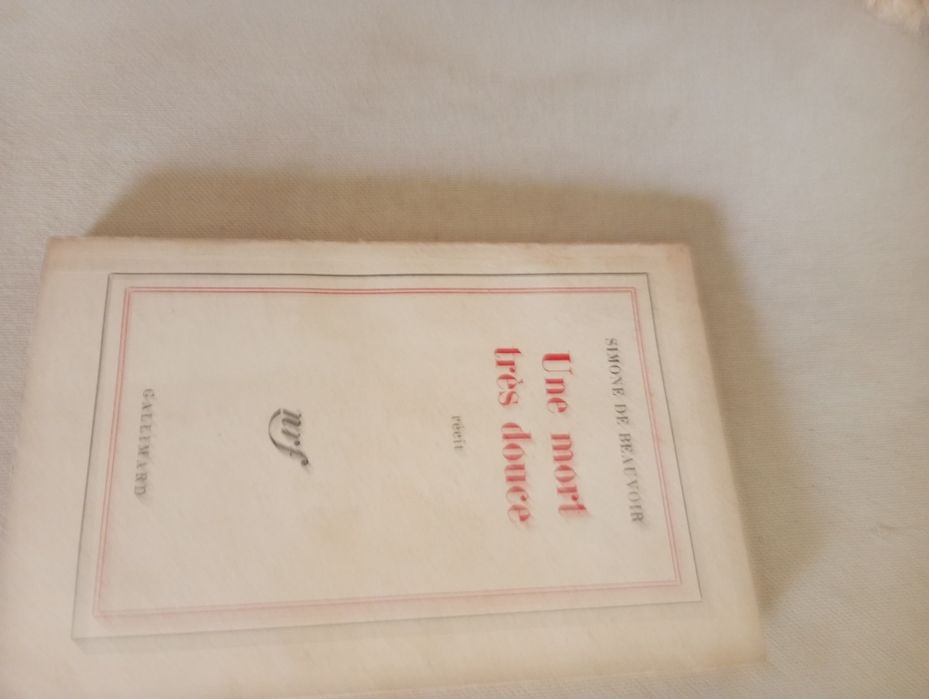 SIMONE DE BEAUVOIR
Une mort
très douce
récit
nrf
GALLIMARD